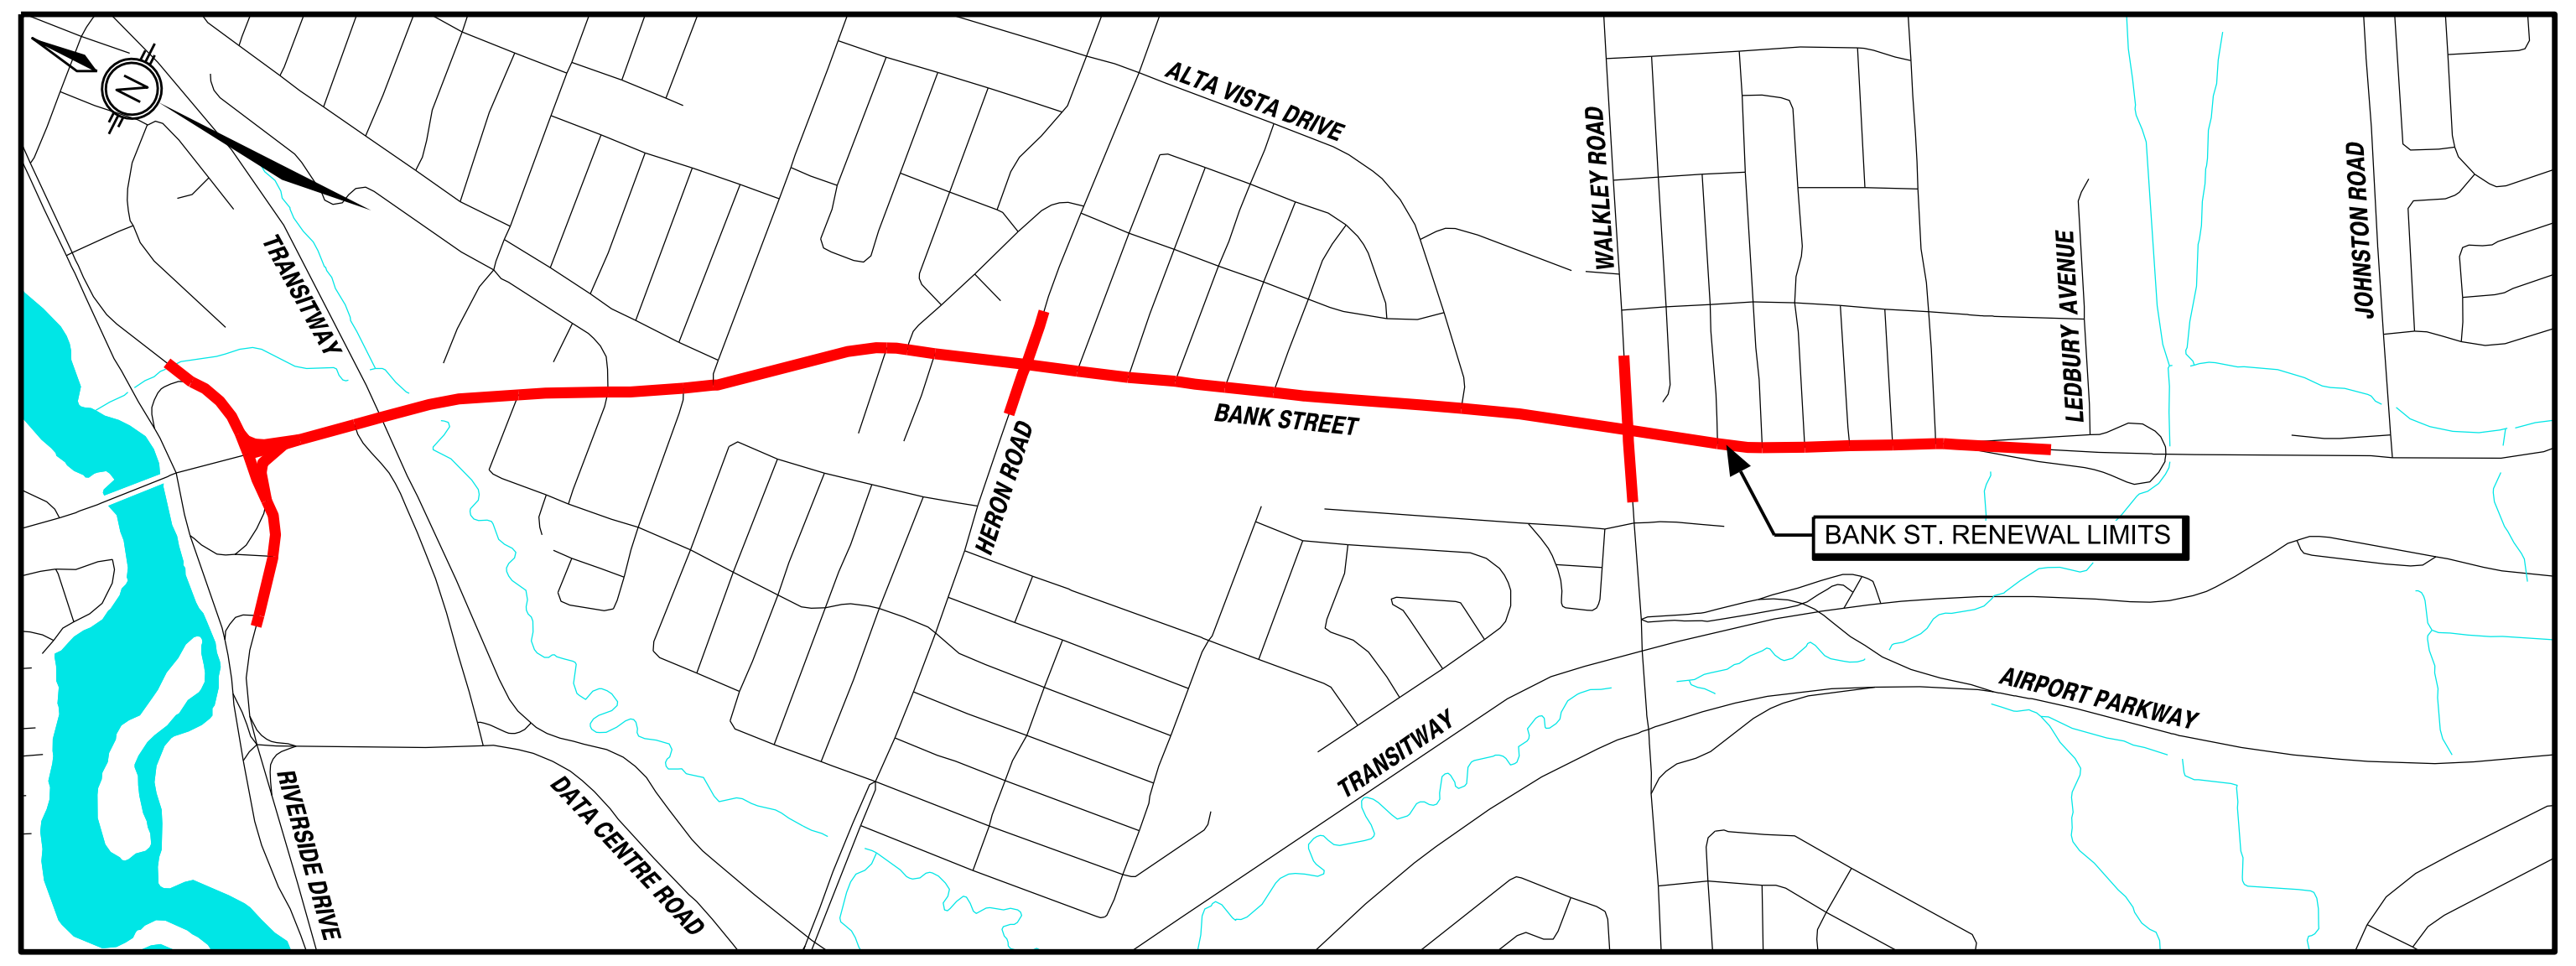 N
ALTA VISTA DRIVE
WALKLEY ROAD
JOHNSTON ROAD
TRANSITWAY
LEDBURY AVENUE
BANK STREET
HERON ROAD
BANK ST. RENEWAL LIMITS
AIRPORT PARKWAY
TRANSITWAY
RIVERSIDE DRIVE
DATA CENTRE ROAD